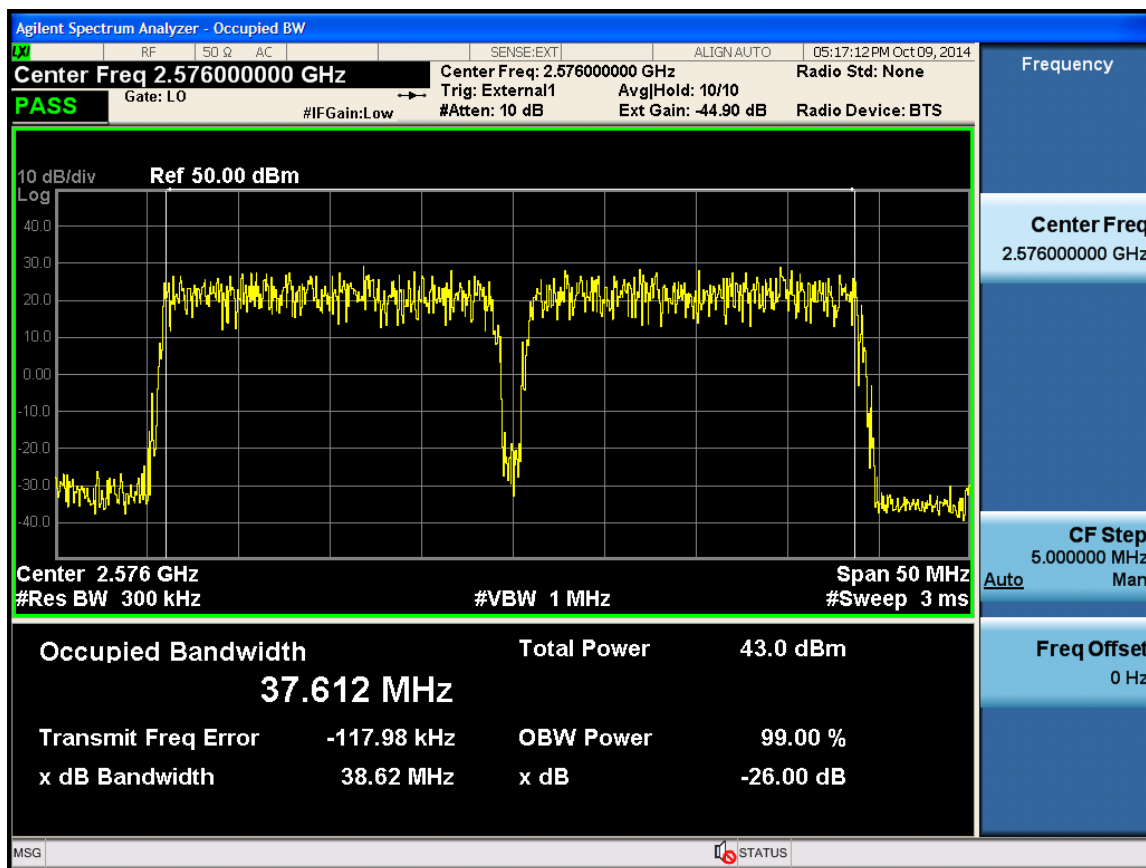 Agilent Spectrum Analyzer - Occupied BW
LXI RF 50 Ω AC SENSE:EXT ALIGN AUTO 05:17:12 PM Oct 09, 2014
Center Freq 2.576000000 GHz
PASS
Gate: LO
#IFGain:Low
Center Freq: 2.576000000 GHz
Trig: External1 Avg|Hold: 10/10
#Atten: 10 dB Ext Gain: -44.90 dB
Radio Std: None
Radio Device: BTS
10 dB/div Ref 50.00 dBm
Log
40.0
30.0
20.0
10.0
0.00
-10.0
-20.0
-30.0
-40.0
Center 2.576 GHz Span 50 MHz
#Res BW 300 kHz #VBW 1 MHz #Sweep 3 ms
Occupied Bandwidth Total Power 43.0 dBm
37.612 MHz
Transmit Freq Error -117.98 kHz OBW Power 99.00 %
x dB Bandwidth 38.62 MHz x dB -26.00 dB
Frequency
Center Freq
2.576000000 GHz
CF Step
5.000000 MHz
Auto Man
Freq Offset
0 Hz
MSG STATUS